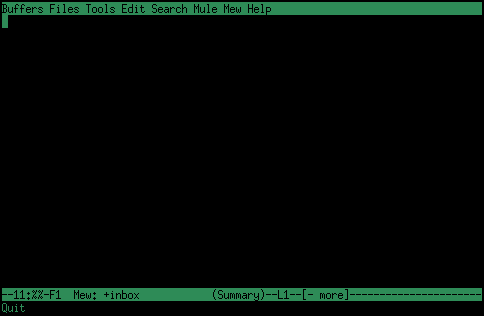 Buffers Files Tools Edit Search Mule Mew Help
--11:%%-F1  Mew: +inbox            (Summary)--L1--[- more]----------------------
Quit